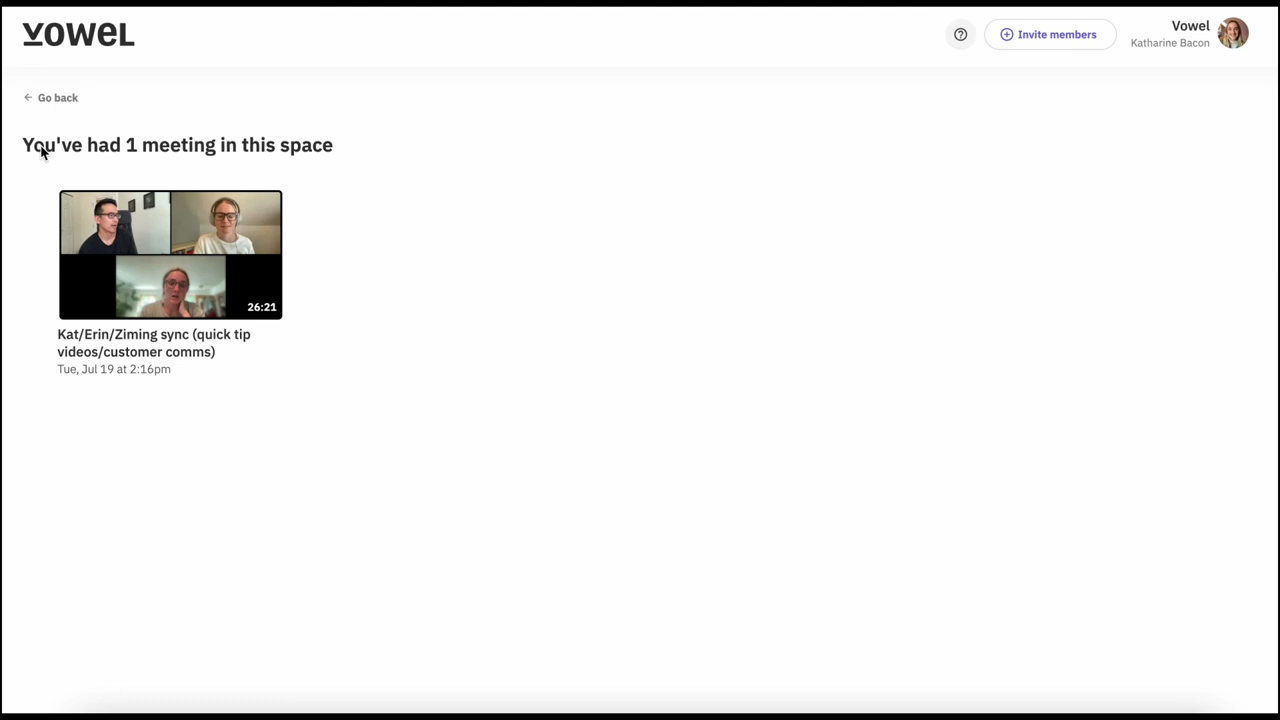 Vowel
Invite members
Vowel
Katharine Bacon
Go back
You've had 1 meeting in this space
26:21
Kat/Erin/Ziming sync (quick tip
videos/customer comms)
Tue, Jul 19 at 2:16pm